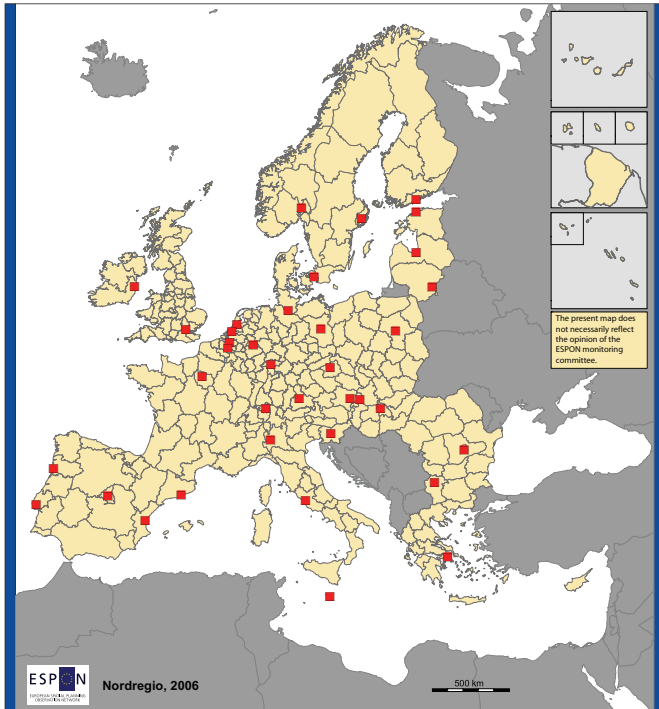 The present map does
not necessarily reflect
the opinion of the
ESPON monitoring
committee.
ESPON
EUROPEAN SPATIAL PLANNING
OBSERVATION NETWORK
Nordregio, 2006
500 km